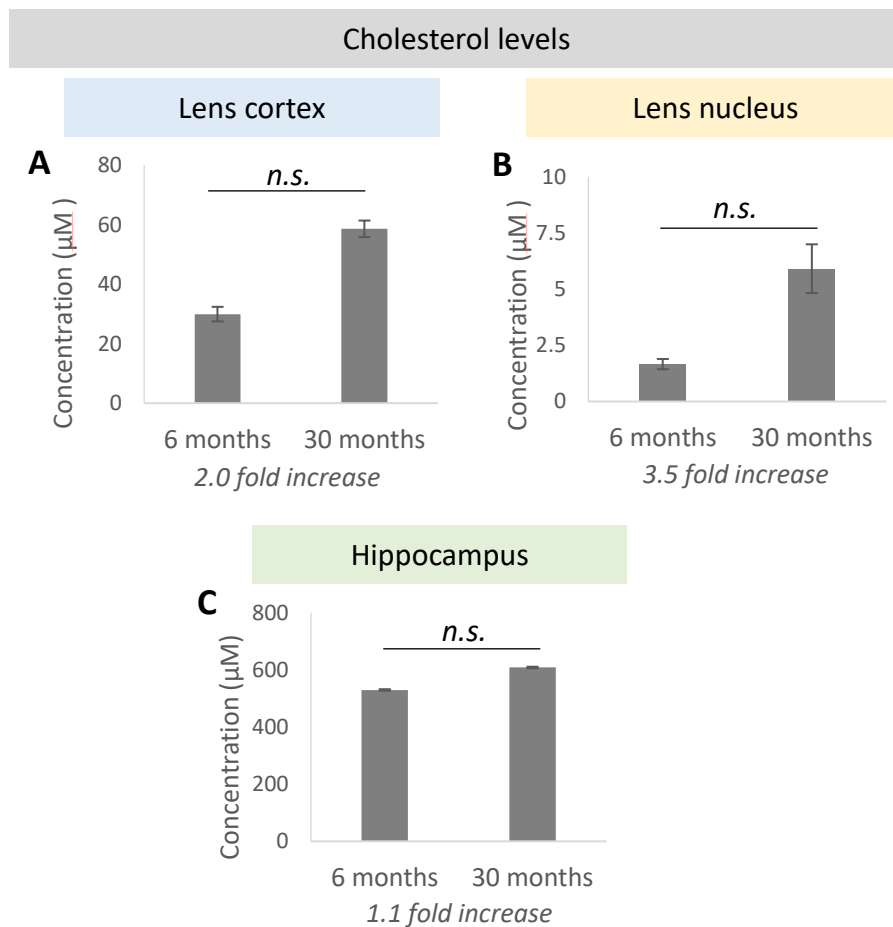 Cholesterol levels
Lens cortex
Lens nucleus
A
n.s.
Concentration (µM )
80
60
40
20
0
6 months 30 months
2.0 fold increase
B
n.s.
Concentration (µM )
10
7.5
5
2.5
0
6 months 30 months
3.5 fold increase
Hippocampus
C
n.s.
Concentration (µM)
800
600
400
200
0
6 months 30 months
1.1 fold increase